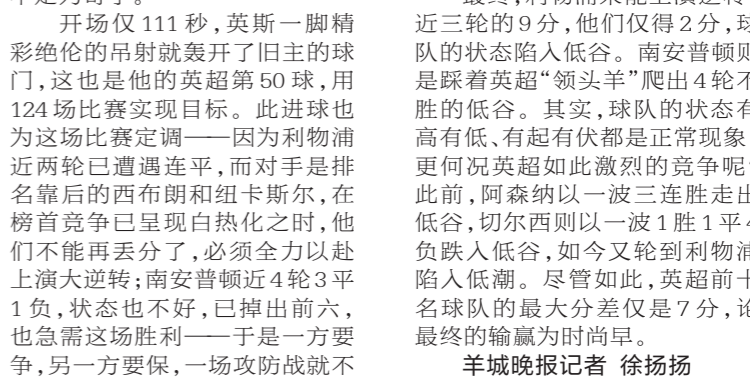 开场仅111秒，英斯一脚精
彩绝伦的吊射就轰开了旧主的球
门，这也是他的英超第50球，用
124场比赛实现目标。此进球也
为这场比赛定调——因为利物浦
近两轮已遭遇连平，而对手是排
名靠后的西布朗和纽卡斯尔，在
榜首竞争已呈现白热化之时，他
们不能再丢分了，必须全力以赴
上演大逆转；南安普顿近4轮3平
1负，状态也不好，已掉出前六，
也急需这场胜利——于是一方要
争，另一方要保，一场攻防战就不
近三轮的9分，他们仅得2分，球
队的状态陷入低谷。南安普顿则
是踩着英超“领头羊”爬出4轮不
胜的低谷。其实，球队的状态有
高有低、有起有伏都是正常现象，
更何况英超如此激烈的竞争呢？
此前，阿森纳以一波三连胜走出
低谷，切尔西则以一波1胜1平4
负跌入低谷，如今又轮到利物浦
陷入低潮。尽管如此，英超前十
名球队的最大分差仅是7分，论
最终的输赢为时尚早。
羊城晚报记者 徐扬扬